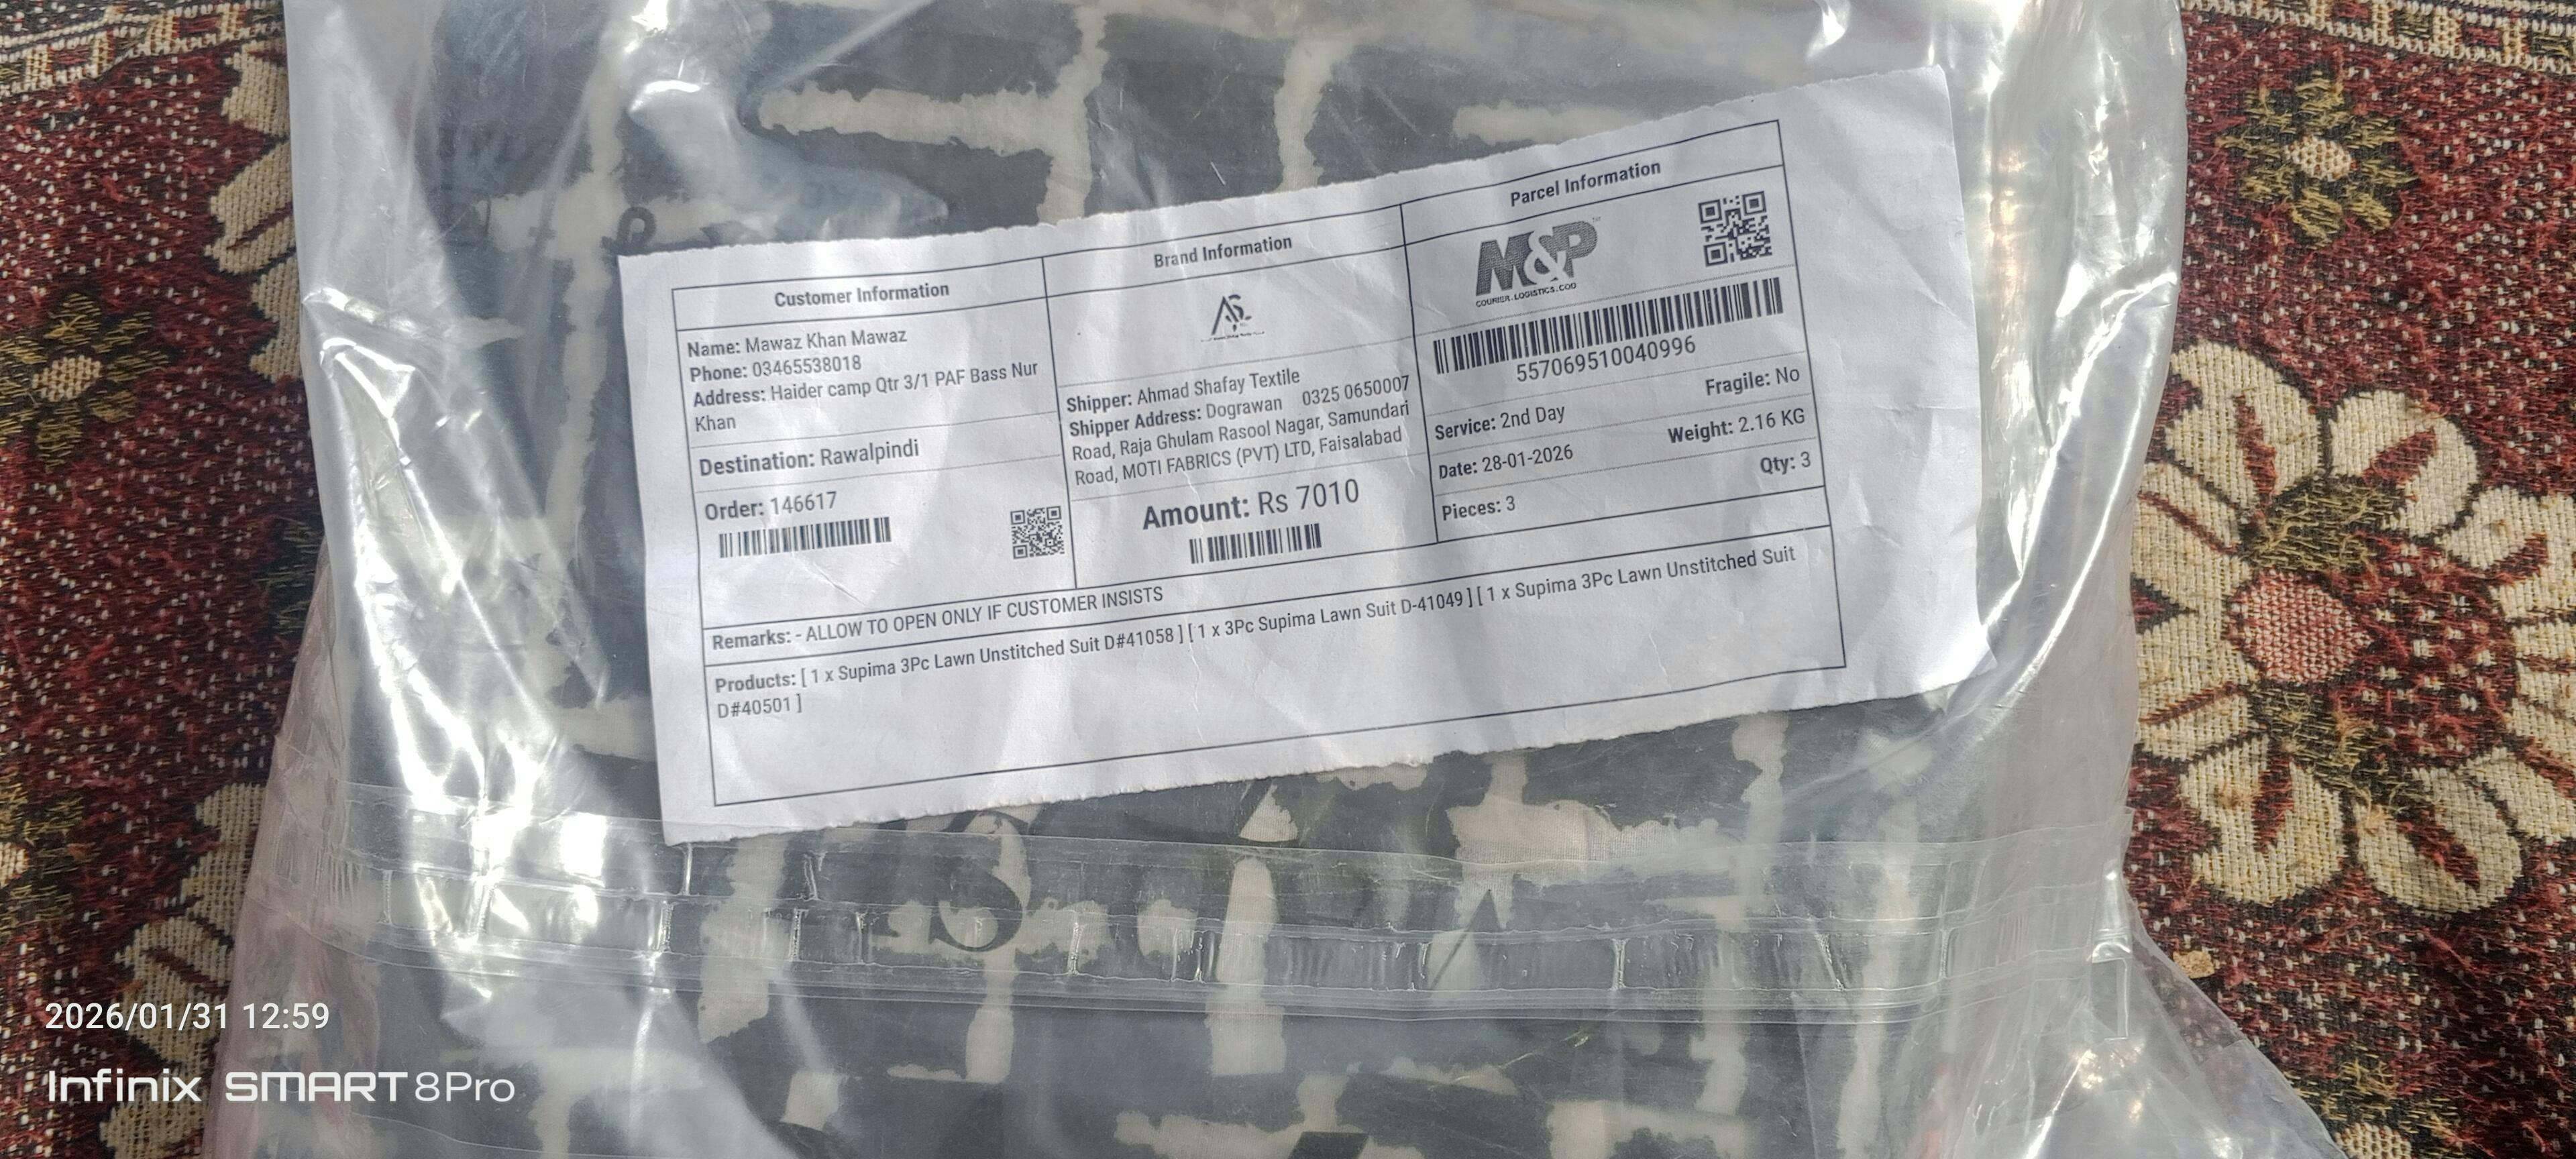 Customer Information
Name: Mawaz Khan Mawaz
Phone: 03465538018
Address: Haider camp Qtr 3/1 PAF Bass Nur
Khan
Destination: Rawalpindi
Order: 146617
Brand Information
AS
Shipper: Ahmad Shafay Textile
Shipper Address: Dograwan 0325 0650007
Road, Raja Ghulam Rasool Nagar, Samundari
Road, MOTI FABRICS (PVT) LTD, Faisalabad
Amount: Rs 7010
Parcel Information
M&P
COURIER.LOGISTICS.COD
557069510040996
Fragile: No
Service: 2nd Day
Weight: 2.16 KG
Date: 28-01-2026
Qty: 3
Pieces: 3
Remarks: - ALLOW TO OPEN ONLY IF CUSTOMER INSISTS
Products: [ 1 x Supima 3Pc Lawn Unstitched Suit D#41058 ] [ 1 x 3Pc Supima Lawn Suit D-41049 ] [ 1 x Supima 3Pc Lawn Unstitched Suit
D#40501 ]
2026/01/31 12:59
Infinix SMART 8Pro